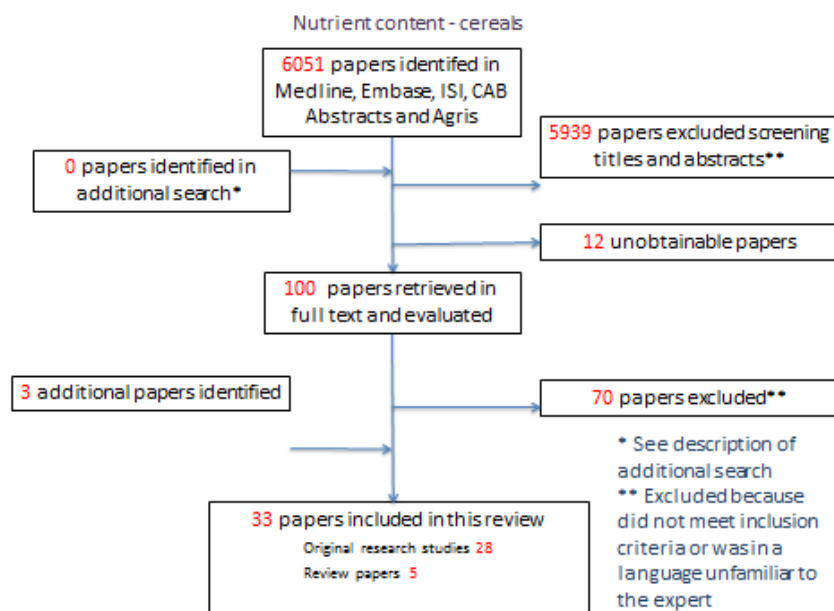 Nutrient content - cereals
6051 papers identifed in
Medline, Embase, ISI, CAB
Abstracts and Agris
5939 papers excluded screening
titles and abstracts**
0 papers identified in
additional search*
12 unobtainable papers
100 papers retrieved in
full text and evaluated
3 additional papers identified
70 papers excluded**
* See description of
additional search
** Excluded because
did not meet inclusion
criteria or was in a
language unfamiliar to
the expert
33 papers included in this review
Original research studies 28
Review papers 5